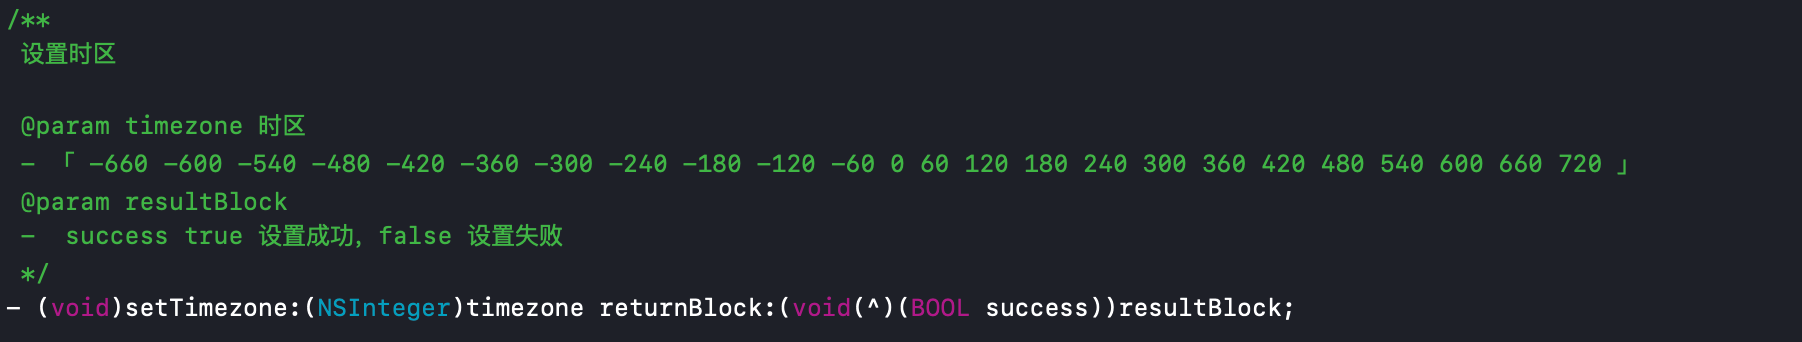 /**
设置时区
@param timezone 时区
- 「 -660 -600 -540 -480 -420 -360 -300 -240 -180 -120 -60 0 60 120 180 240 300 360 420 480 540 600 660 720 」
@param resultBlock
-  success true 设置成功, false 设置失败
*/
- (void)setTimezone:(NSInteger)timezone returnBlock:(void(^)(BOOL success))resultBlock;